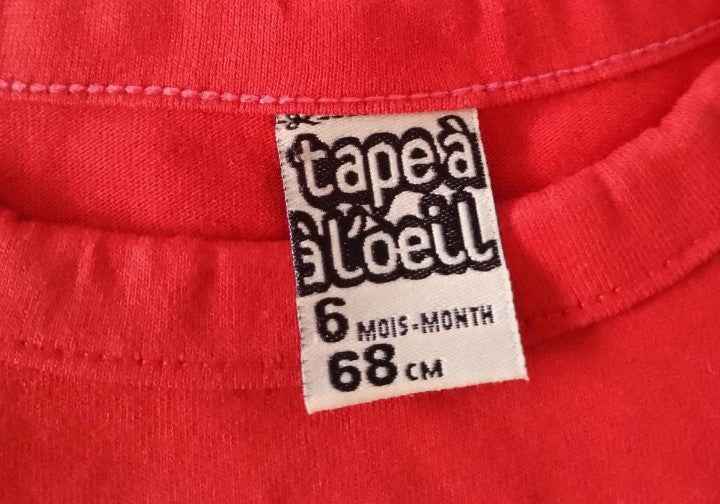 tape à
à l'oeil
6 MOIS-MONTH
68 CM